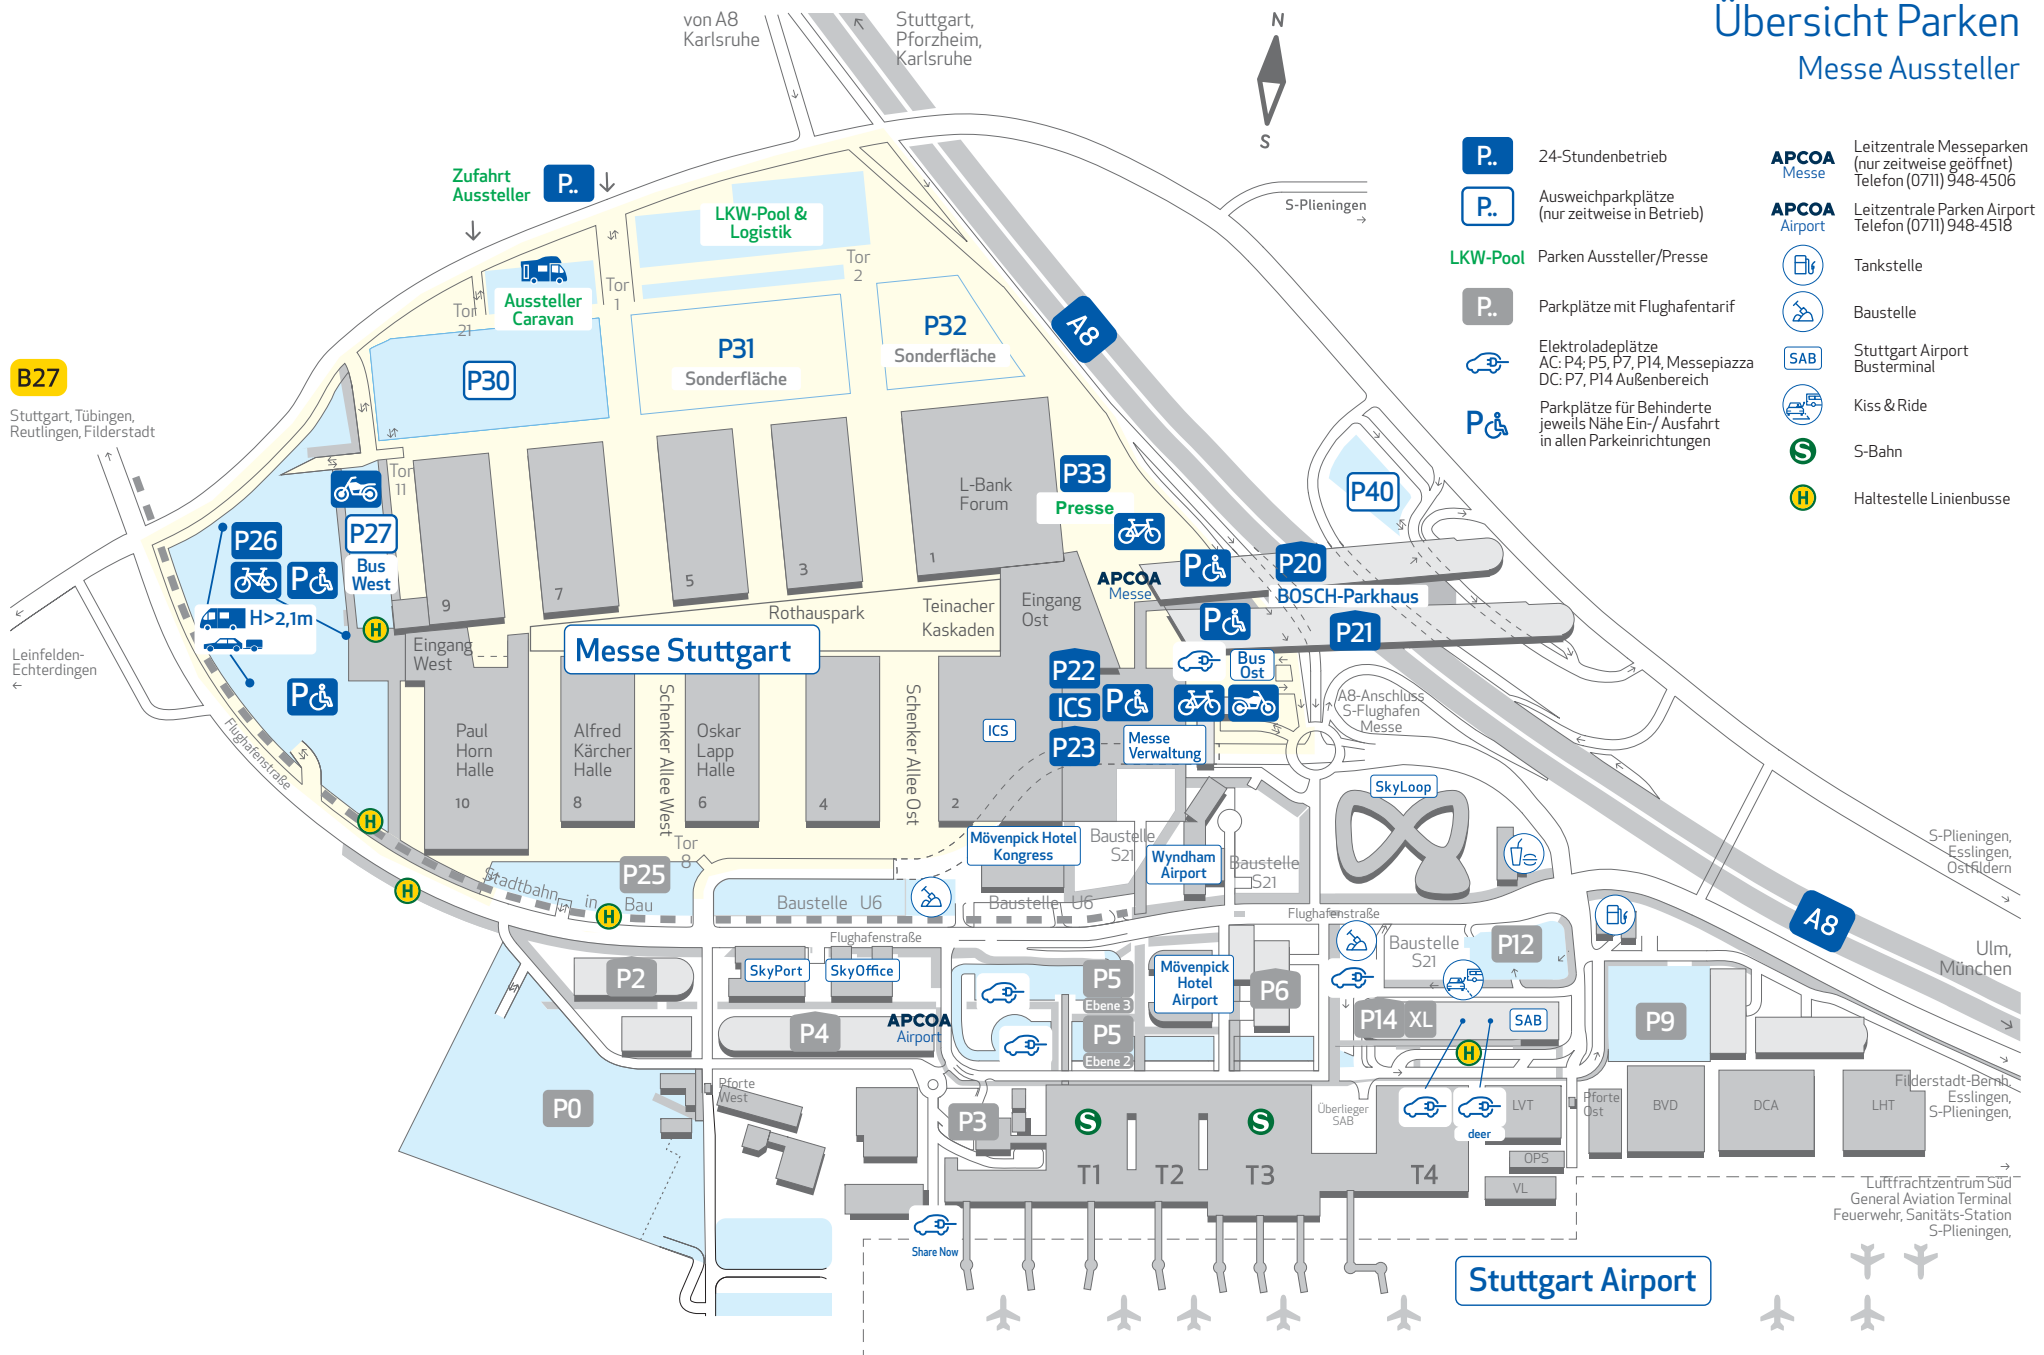 Übersicht Parken
Messe Aussteller
von A8
Karlsruhe
Stuttgart,
Pforzheim,
Karlsruhe
N
S
P..
24-Stundenbetrieb
P..
Ausweichparkplätze
(nur zeitweise in Betrieb)
LKW-Pool
Parken Aussteller/Presse
P..
Parkplätze mit Flughafentarif
Elektroladeplätze
AC: P4; P5, P7, P14, Messepiazza
DC: P7, P14 Außenbereich
P
Parkplätze für Behinderte
jeweils Nähe Ein-/ Ausfahrt
in allen Parkeinrichtungen
APCOA
Messe
Leitzentrale Messeparken
(nur zeitweise geöffnet)
Telefon (0711) 948-4506
APCOA
Airport
Leitzentrale Parken Airport
Telefon (0711) 948-4518
Tankstelle
Baustelle
SAB
Stuttgart Airport
Busterminal
Kiss & Ride
S
S-Bahn
H
Haltestelle Linienbusse
Zufahrt
Aussteller
P..
S-Plieningen
LKW-Pool &
Logistik
Tor
2
Tor
1
Tor
21
Aussteller
Caravan
P30
P31
Sonderfläche
P32
Sonderfläche
A8
B27
Stuttgart, Tübingen,
Reutlingen, Filderstadt
Tor
11
P26
P
P27
Bus
West
H>2,1m
H
P
Leinfelden-
Echterdingen
Flughafenstraße
9
7
5
3
1
L-Bank
Forum
P33
Presse
P40
APCOA
Messe
P
P20
BOSCH-Parkhaus
P
P21
Rothauspark
Teinacher
Kaskaden
Eingang
Ost
Eingang
West
Messe Stuttgart
P22
ICS
P
P23
Bus
Ost
Messe
Verwaltung
ICS
A8-Anschluss
S-Flughafen
Messe
Paul
Horn
Halle
10
Alfred
Kärcher
Halle
8
Schenker Allee West
Oskar
Lapp
Halle
6
4
Schenker Allee Ost
2
SkyLoop
Mövenpick Hotel
Kongress
Baustelle
S21
Wyndham
Airport
Baustelle
S21
Tor
8
H
H
H
P25
Stadtbahn in Bau
Baustelle U6
Baustelle U6
Flughafenstraße
Flughafenstraße
S-Plieningen,
Esslingen,
Ostfildern
A8
Ulm,
München
P2
SkyPort
SkyOffice
P4
APCOA
Airport
P5
Ebene 3
P5
Ebene 2
Mövenpick
Hotel
Airport
P6
Baustelle
S21
P12
P14
XL
SAB
H
P9
P0
Pforte
West
P3
S
S
T1
T2
T3
T4
Überlieger
SAB
deer
LVT
OPS
VL
Pforte
Ost
BVD
DCA
LHT
Filderstadt-Bernh.
Esslingen,
S-Plieningen,
Luftfrachtzentrum Süd
General Aviation Terminal
Feuerwehr, Sanitäts-Station
S-Plieningen,
Share Now
Stuttgart Airport